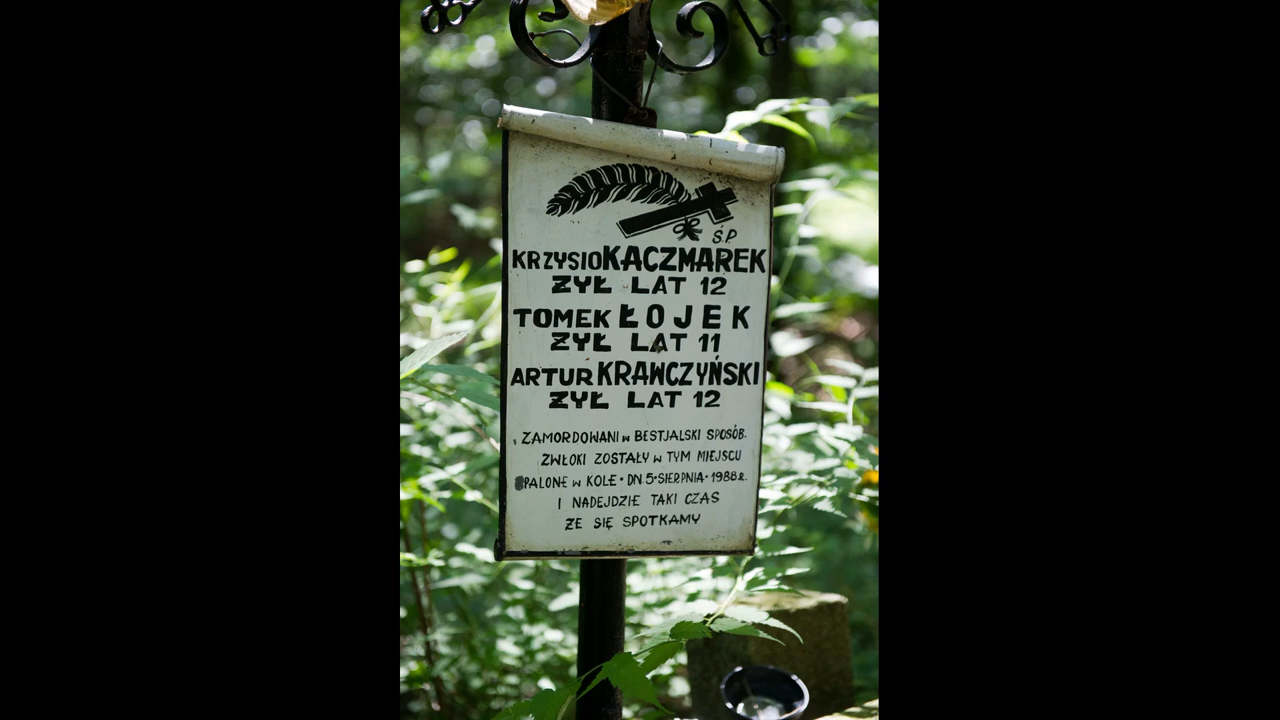 Ś.P.
KRZYSIO KACZMAREK
ŻYŁ LAT 12
TOMEK ŁOJEK
ŻYŁ LAT 11
ARTUR KRAWCZYŃSKI
ŻYŁ LAT 12
ZAMORDOWANI w BESTJALSKI SPOSÓB.
ZWŁOKI ZOSTAŁY w TYM MIEJSCU
SPALONE w KOLE • DN. 5 • SIERPNIA • 1988 R.
I NADEJDZIE TAKI CZAS
ŻE SIĘ SPOTKAMY